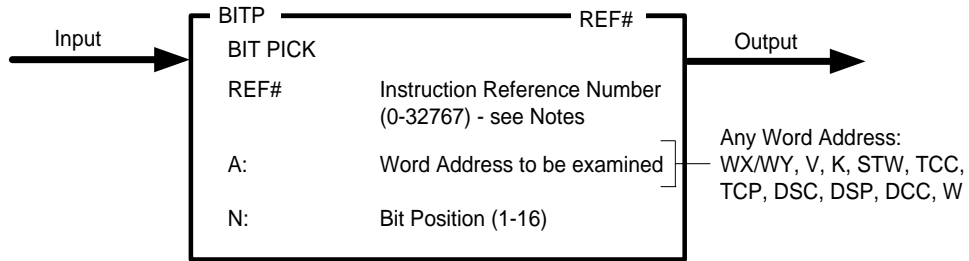 BITP REF#
Input
BIT PICK
Output
REF# Instruction Reference Number
(0-32767) - see Notes
A: Word Address to be examined
Any Word Address:
WX/WY, V, K, STW, TCC,
TCP, DSC, DSP, DCC, W
N: Bit Position (1-16)